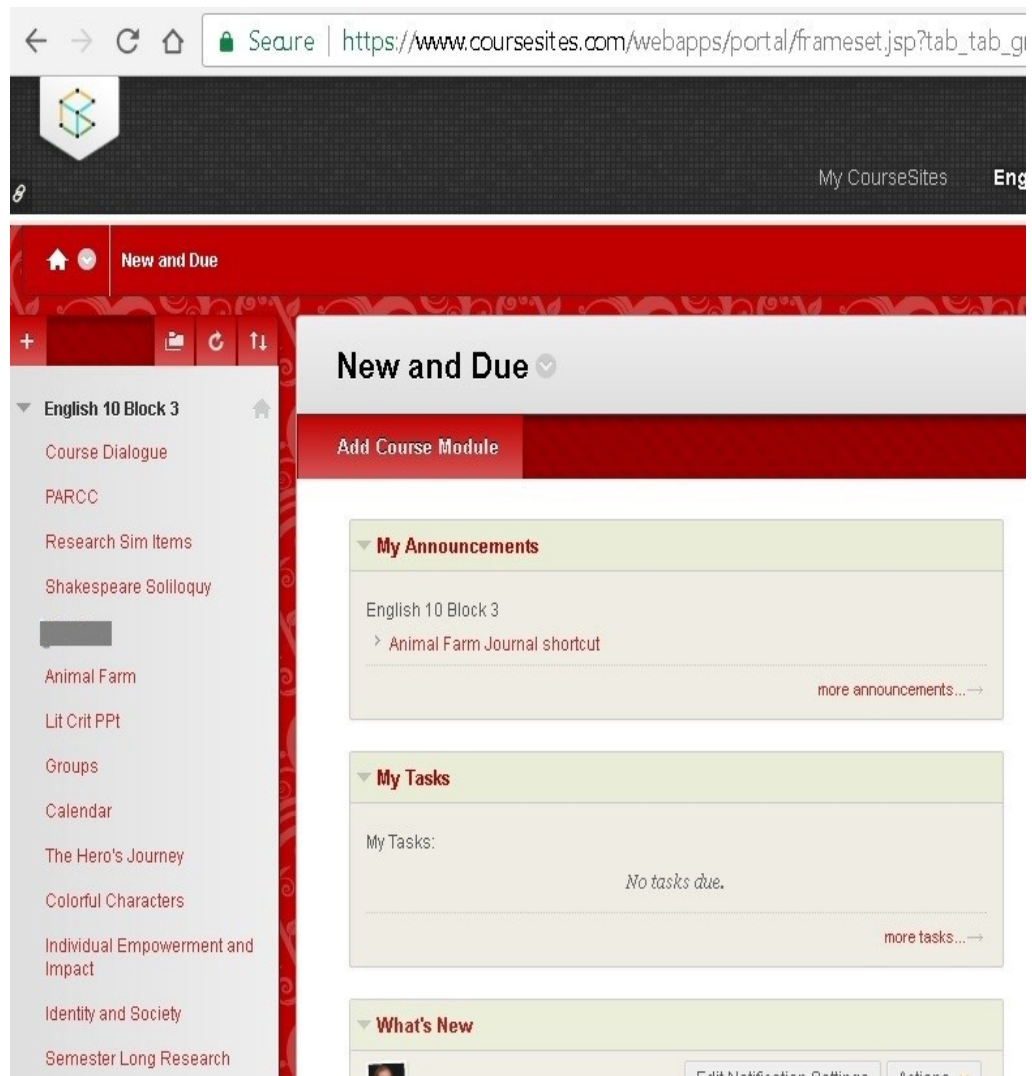 Secure | https://www.coursesites.com/webapps/portal/frameset.jsp?tab_tab_g
My CourseSites Eng
New and Due
New and Due
English 10 Block 3
Course Dialogue
PARCC
Research Sim Items
Shakespeare Soliloquy
Animal Farm
Lit Crit PPt
Groups
Calendar
The Hero's Journey
Colorful Characters
Individual Empowerment and
Impact
Identity and Society
Semester Long Research
Add Course Module
My Announcements
English 10 Block 3
Animal Farm Journal shortcut
more announcements...→
My Tasks
My Tasks:
No tasks due.
more tasks...→
What's New
Edit Notification Settings Actions